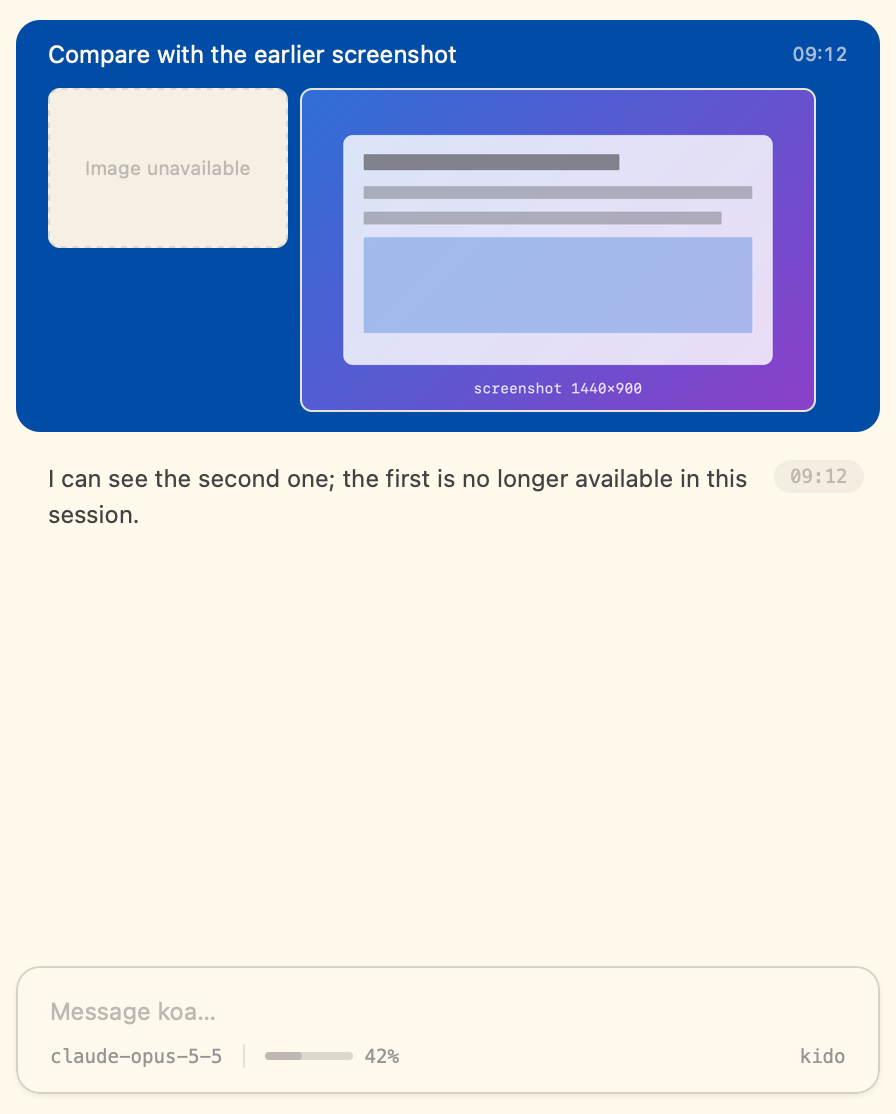 Compare with the earlier screenshot 09:12
Image unavailable
screenshot 1440×900
I can see the second one; the first is no longer available in this 09:12
session.
Message koa...
claude-opus-5-5 42% kido